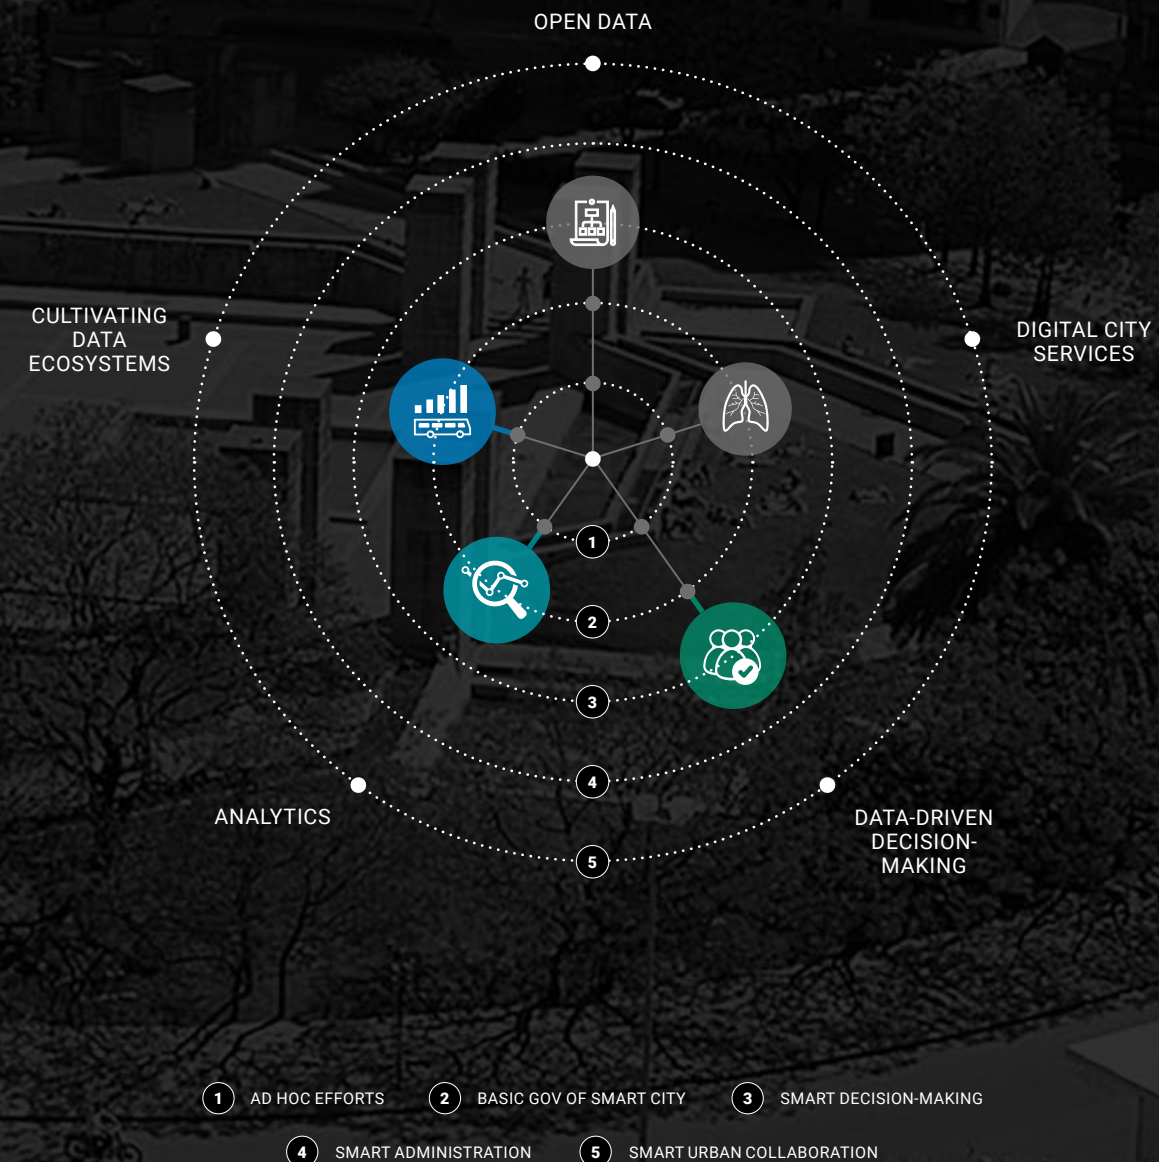 OPEN DATA
CULTIVATING
DATA
ECOSYSTEMS
DIGITAL CITY
SERVICES
1
2
3
4
5
ANALYTICS
DATA-DRIVEN
DECISION-
MAKING
1 AD HOC EFFORTS 2 BASIC GOV OF SMART CITY 3 SMART DECISION-MAKING
4 SMART ADMINISTRATION 5 SMART URBAN COLLABORATION